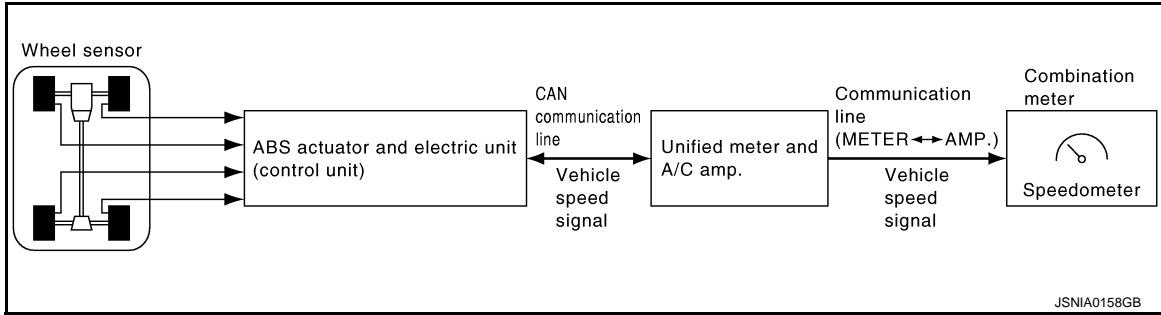 Wheel sensor
ABS actuator and electric unit
(control unit)
CAN
communication
line
Vehicle
speed
signal
Unified meter and
A/C amp.
Communication
line
(METER↔AMP.)
Vehicle
speed
signal
Combination
meter
Speedometer
JSNIA0158GB